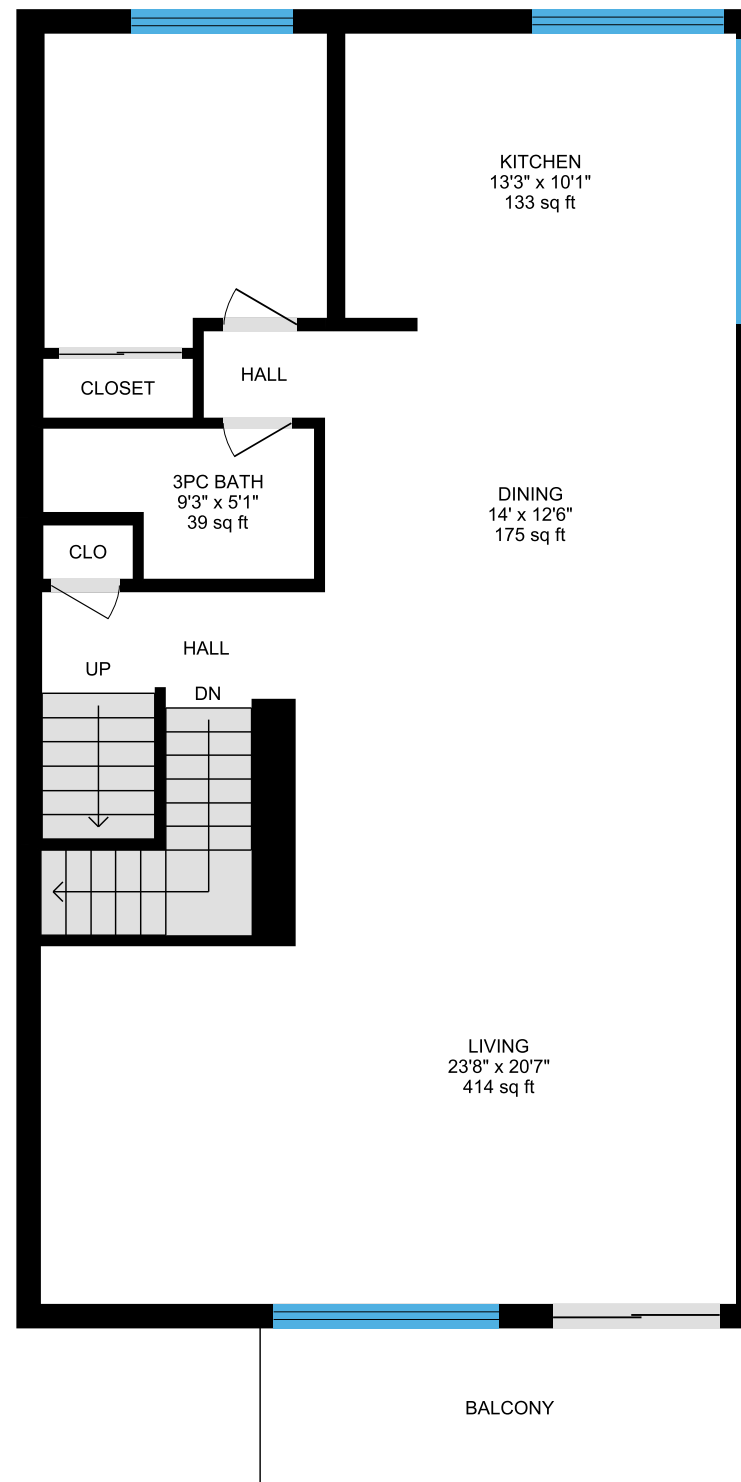 KITCHEN
13'3" x 10'1"
133 sq ft
HALL
CLOSET
3PC BATH
9'3" x 5'1"
39 sq ft
DINING
14' x 12'6"
175 sq ft
CLO
HALL
UP
DN
LIVING
23'8" x 20'7"
414 sq ft
BALCONY